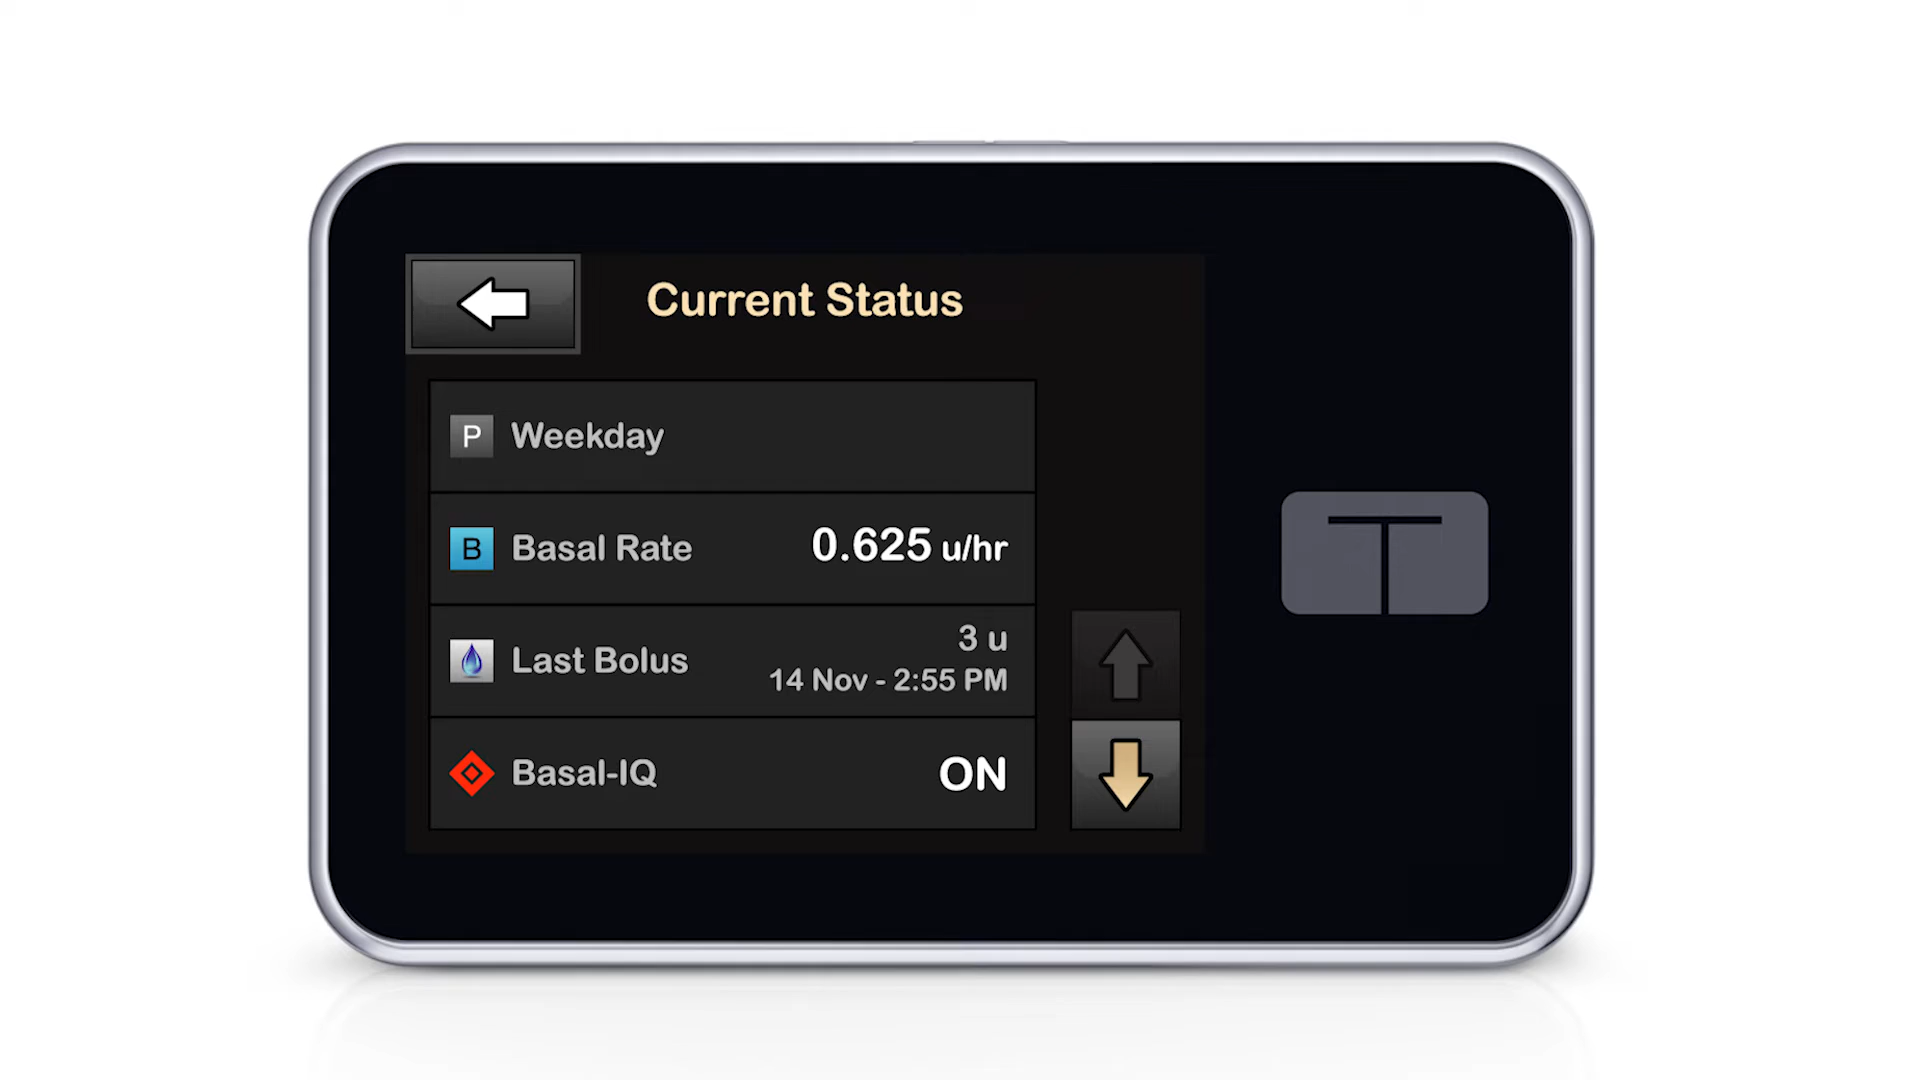 Current Status
P Weekday
B Basal Rate 0.625 u/hr
Last Bolus 3 u
14 Nov - 2:55 PM
Basal-IQ ON
T